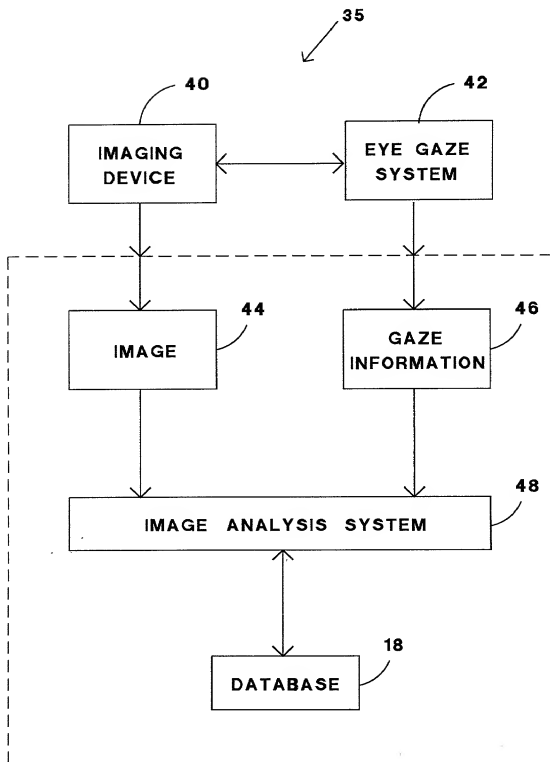 35
40
42
IMAGING
DEVICE
EYE GAZE
SYSTEM
44
46
IMAGE
GAZE
INFORMATION
48
IMAGE ANALYSIS SYSTEM
18
DATABASE